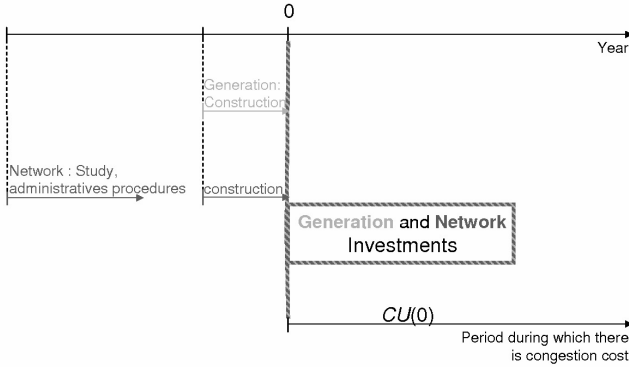 0
Year
Generation:
Construction
Network : Study,
administratives procedures
construction
Generation and Network
Investments
CU(0)
Period during which there
is congestion cost